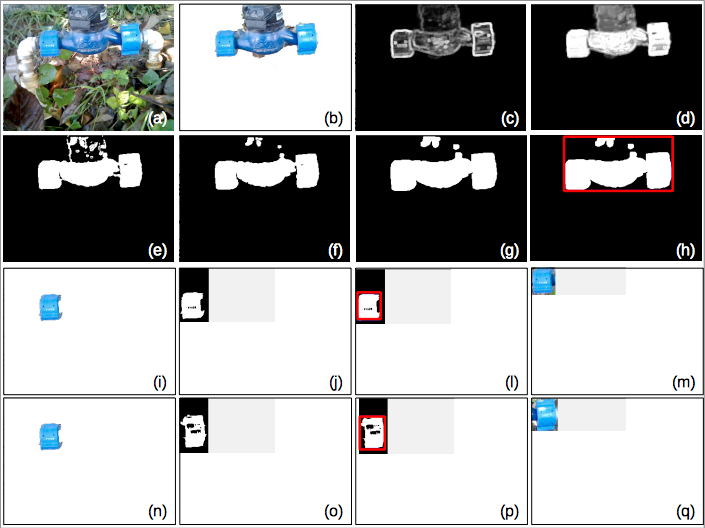 (a) (b) (c) (d)
(e) (f) (g) (h)
(i) (j) (l) (m)
(n) (o) (p) (q)